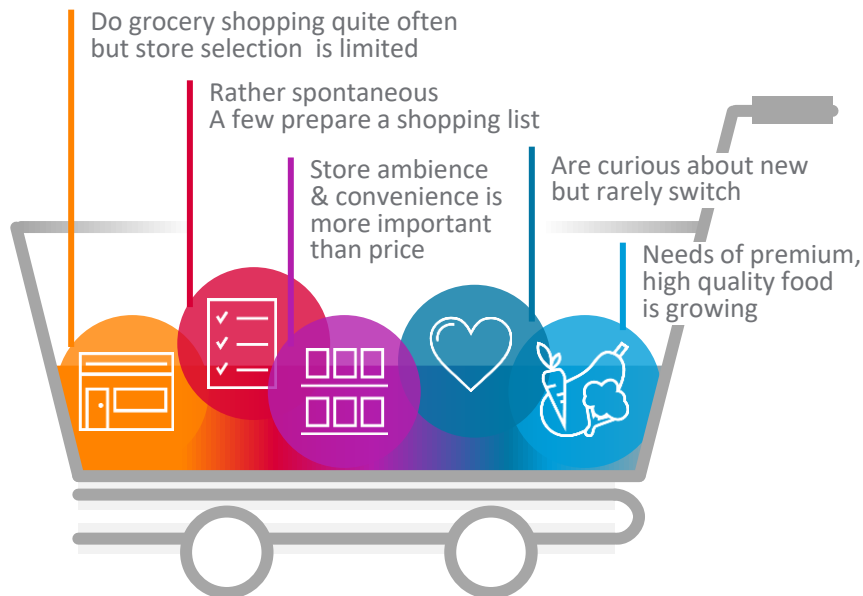 Do grocery shopping quite often
but store selection  is limited
Rather spontaneous
A few prepare a shopping list
Store ambience
& convenience is
more important
than price
Are curious about new
but rarely switch
Needs of premium,
high quality food
is growing